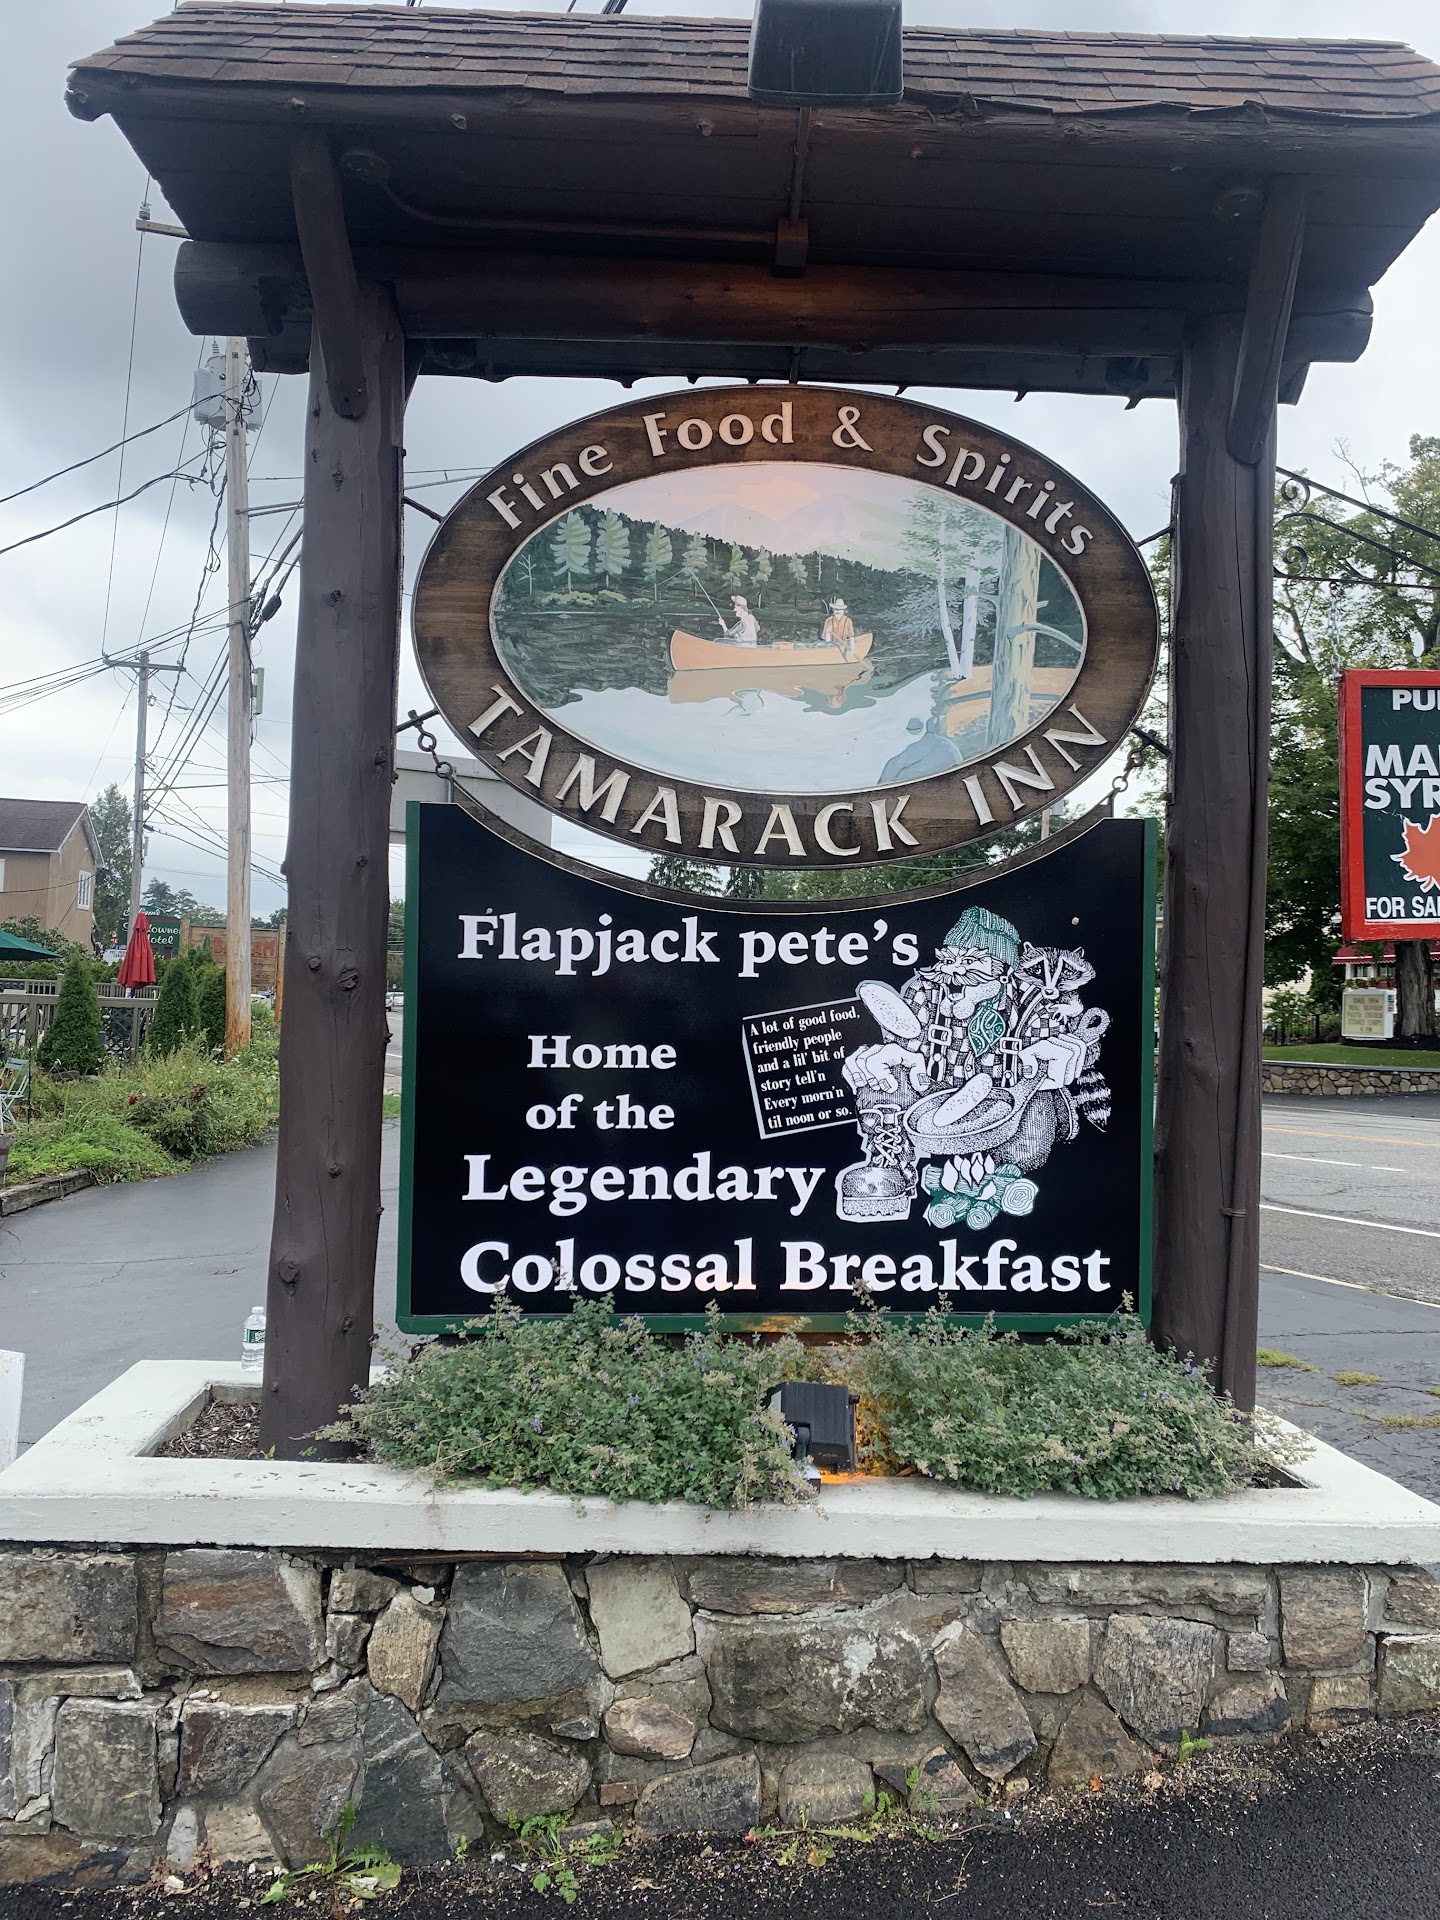 Fine Food & Spirits
TAMARACK INN
Flapjack pete's
Home
of the
Legendary
Colossal Breakfast
A lot of good food,
friendly people
and a lil' bit of
story tell'n
Every morn'n
til noon or so.
FOR